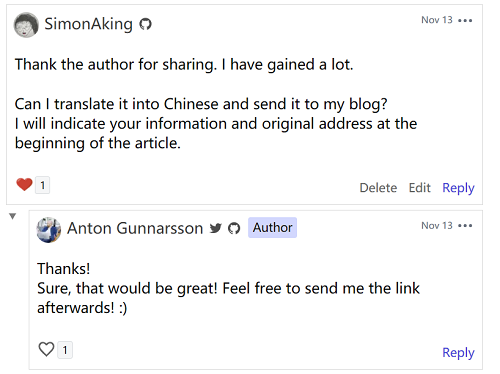 SimonAking
Nov 13
Thank the author for sharing. I have gained a lot.
Can I translate it into Chinese and send it to my blog?
I will indicate your information and original address at the
beginning of the article.
1
Delete Edit Reply
Anton Gunnarsson Author
Nov 13
Thanks!
Sure, that would be great! Feel free to send me the link
afterwards! :)
1
Reply